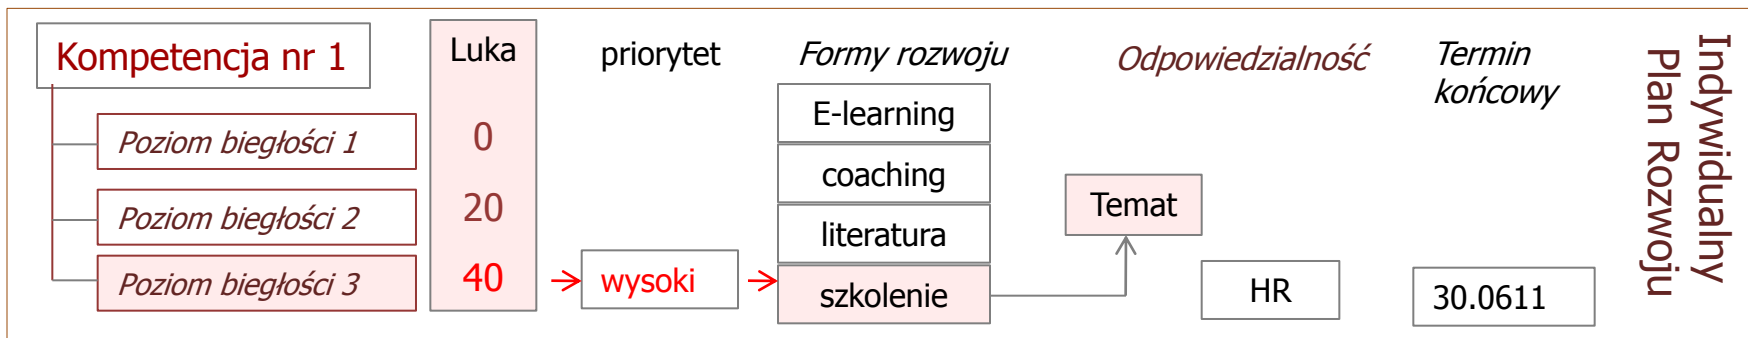 Kompetencja nr 1
Poziom biegłości 1
Poziom biegłości 2
Poziom biegłości 3
Luka
0
20
40
priorytet
wysoki
Formy rozwoju
E-learning
coaching
literatura
szkolenie
Temat
Odpowiedzialność
HR
Termin
końcowy
30.0611
Indywidualny
Plan Rozwoju